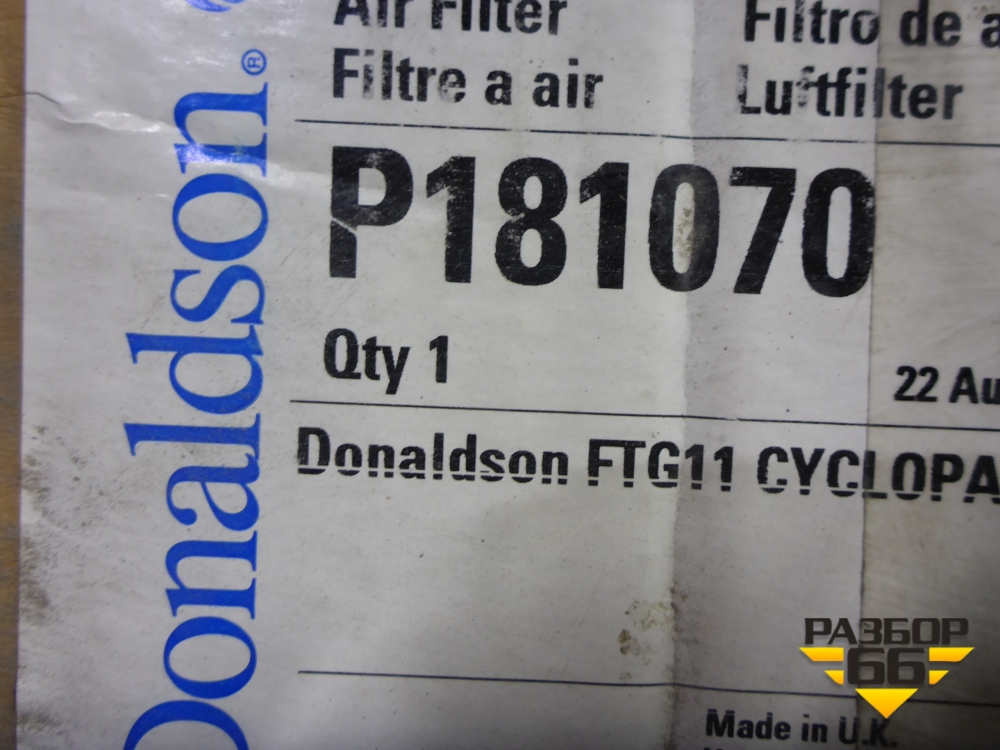 Donaldson®
Air Filter
Filtro de a
Filtre a air
Luftfilter
P181070
Qty 1
22 Au
Donaldson FTG11 CYCLOPA
Made in U.K.
РАЗБОР
66